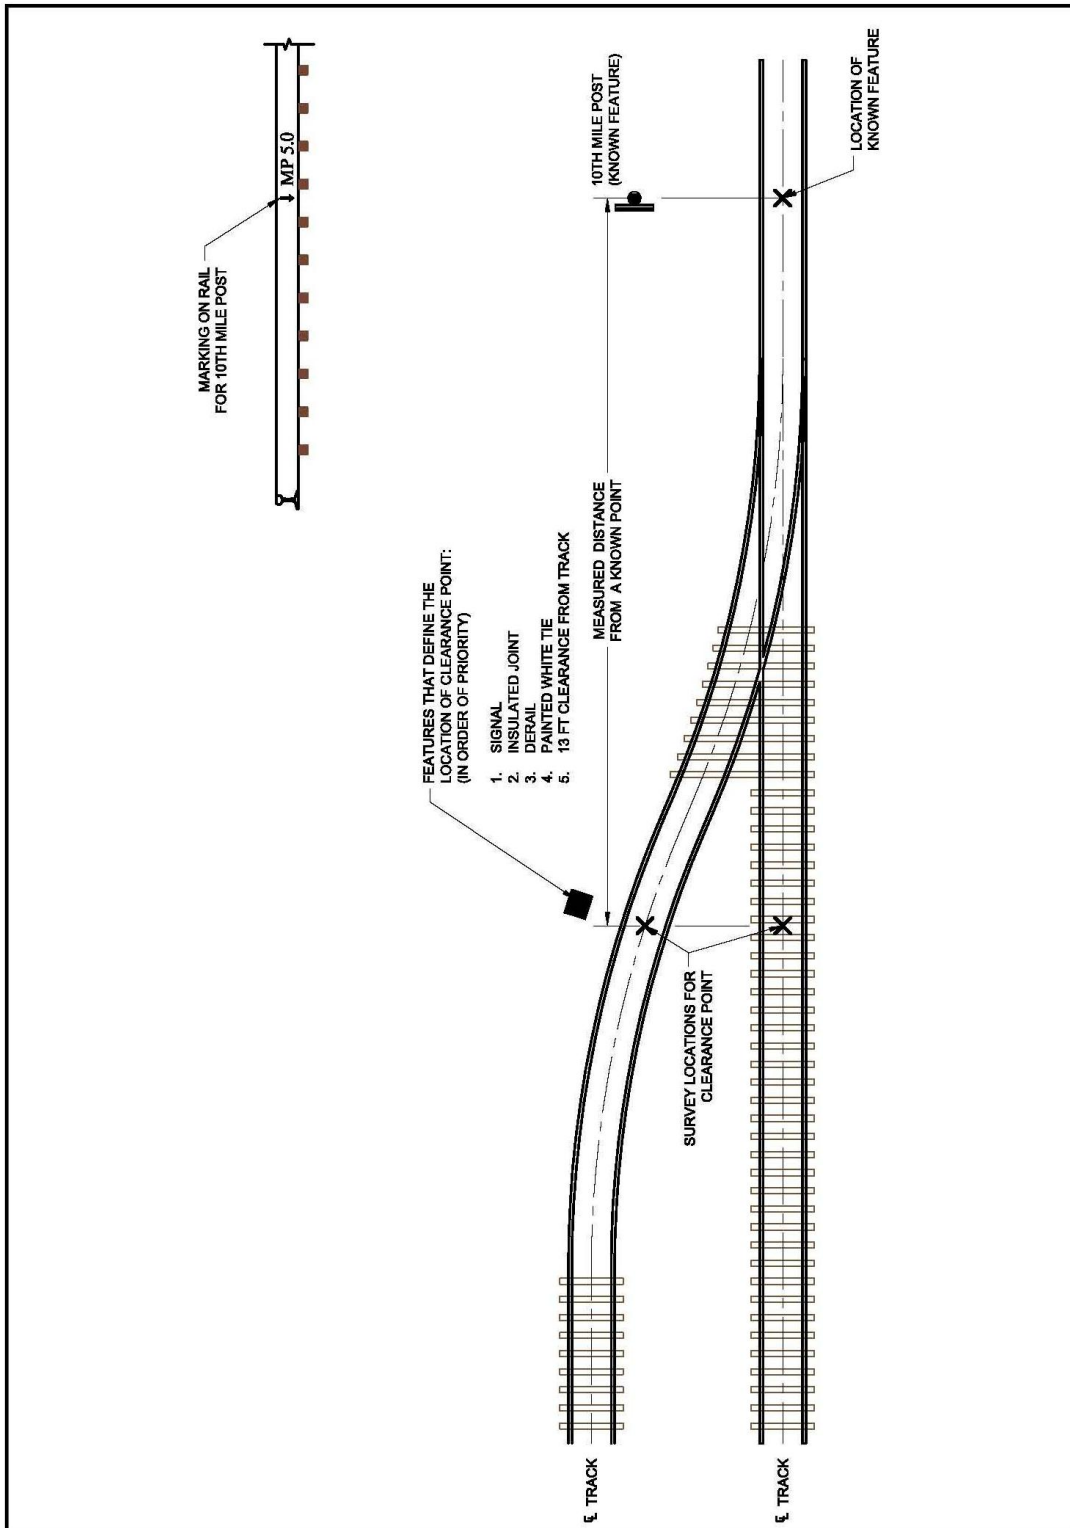 MARKING ON RAIL
FOR 10TH MILE POST
MP 5.0
FEATURES THAT DEFINE THE
LOCATION OF CLEARANCE POINT:
(IN ORDER OF PRIORITY)
1. SIGNAL
2. INSULATED JOINT
3. DERAIL
4. PAINTED WHITE TIE
5. 13 FT CLEARANCE FROM TRACK
MEASURED DISTANCE
FROM A KNOWN POINT
10TH MILE POST
(KNOWN FEATURE)
SURVEY LOCATIONS FOR
CLEARANCE POINT
LOCATION OF
KNOWN FEATURE
℄ TRACK
℄ TRACK